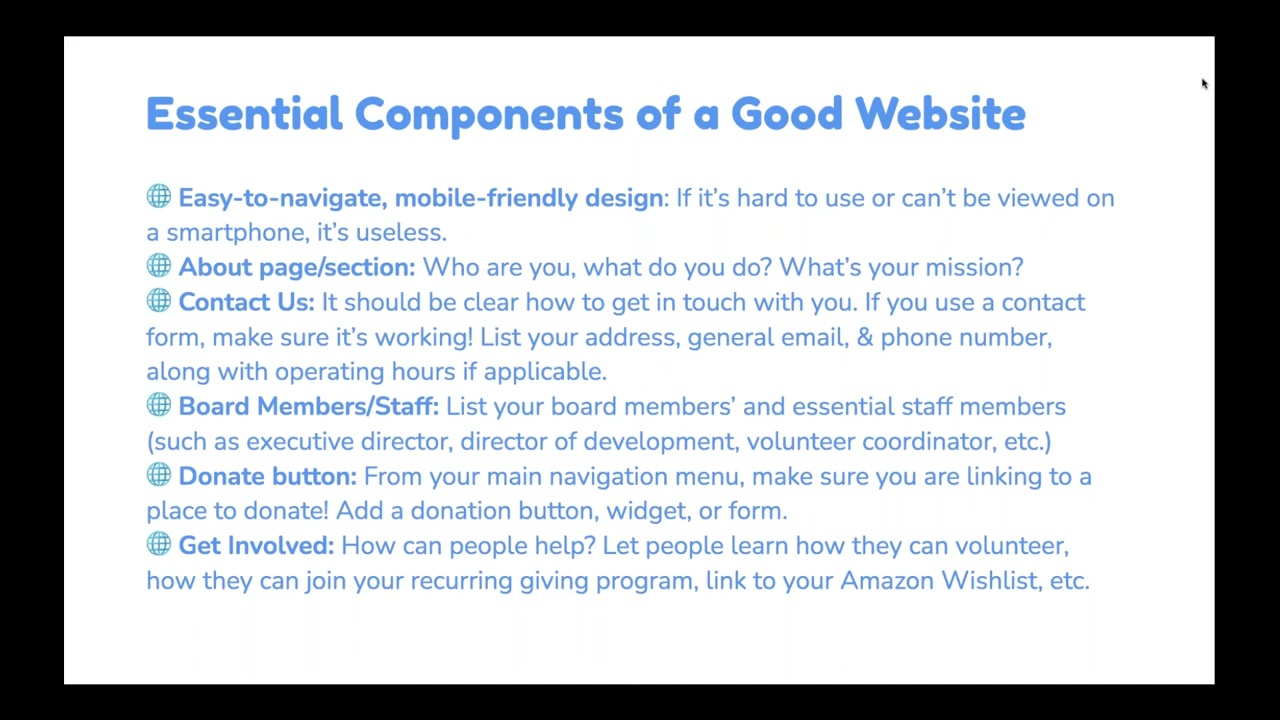 Essential Components of a Good Website
🌐 Easy-to-navigate, mobile-friendly design: If it’s hard to use or can’t be viewed on
a smartphone, it’s useless.
🌐 About page/section: Who are you, what do you do? What’s your mission?
🌐 Contact Us: It should be clear how to get in touch with you. If you use a contact
form, make sure it’s working! List your address, general email, & phone number,
along with operating hours if applicable.
🌐 Board Members/Staff: List your board members’ and essential staff members
(such as executive director, director of development, volunteer coordinator, etc.)
🌐 Donate button: From your main navigation menu, make sure you are linking to a
place to donate! Add a donation button, widget, or form.
🌐 Get Involved: How can people help? Let people learn how they can volunteer,
how they can join your recurring giving program, link to your Amazon Wishlist, etc.